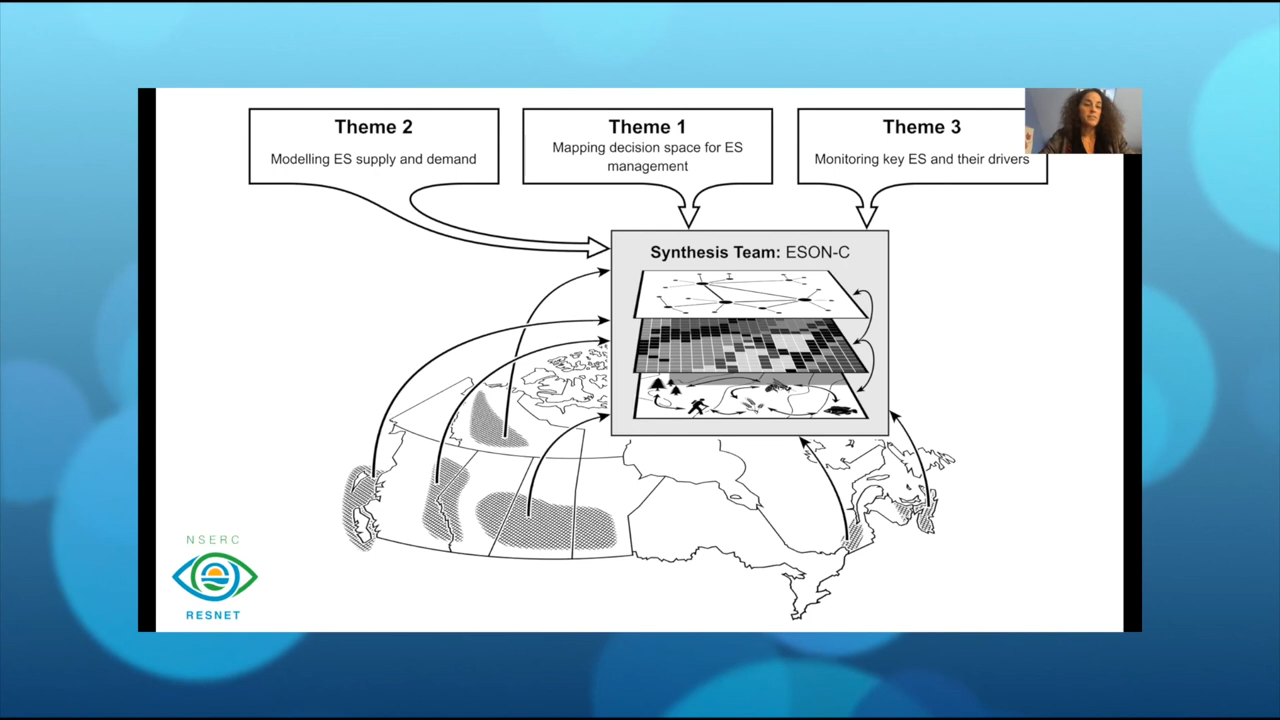 Theme 2
Modelling ES supply and demand
Theme 1
Mapping decision space for ES
management
Theme 3
Monitoring key ES and their drivers
Synthesis Team: ESON-C
NSERC
RESNET